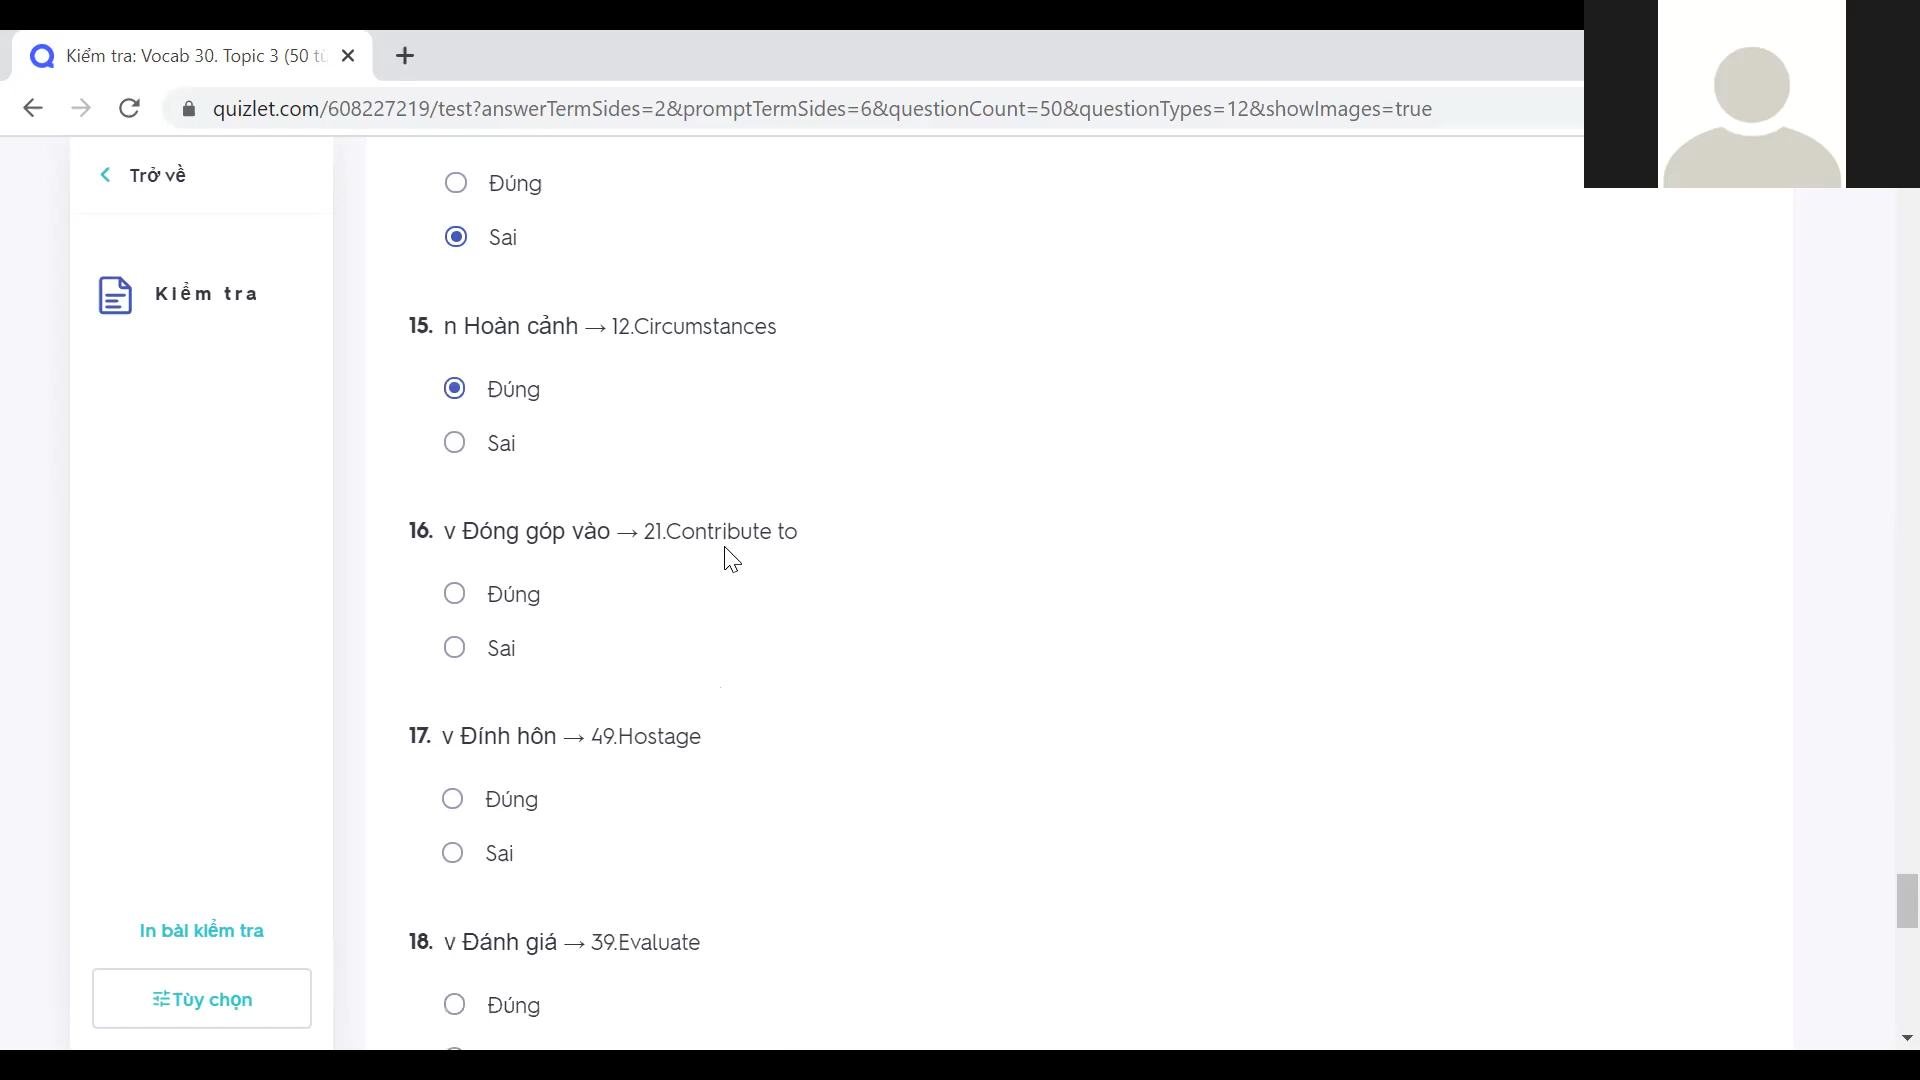 Kiểm tra: Vocab 30. Topic 3 (50 từ
quizlet.com/608227219/test?answerTermSides=2&promptTermSides=6&questionCount=50&questionTypes=12&showImages=true
Trở về
Kiểm tra
Đúng
Sai
15. n Hoàn cảnh → 12.Circumstances
Đúng
Sai
16. v Đóng góp vào → 21.Contribute to
Đúng
Sai
17. v Đính hôn → 49.Hostage
Đúng
Sai
18. v Đánh giá → 39.Evaluate
Đúng
In bài kiểm tra
Tùy chọn